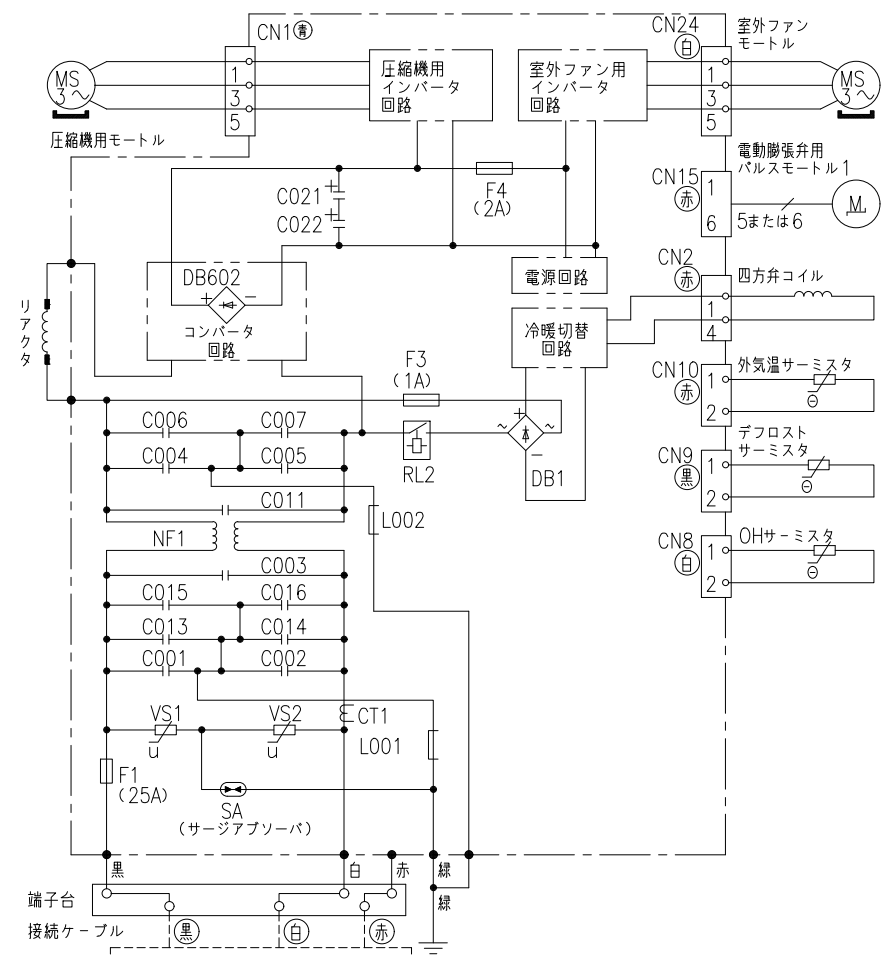 CN1 青
CN24
白
室外ファン
モートル
MS
3~
1
3
5
圧縮機用
インバータ
回路
室外ファン用
インバータ
回路
1
3
5
MS
3~
圧縮機用モートル
電動膨張弁用
パルスモートル1
CN15
赤
1
6
5または6
M
C021
C022
F4
(2A)
電源回路
CN2
赤
1
4
四方弁コイル
リアクタ
DB602
コンバータ
回路
冷暖切替
回路
F3
(1A)
CN10
赤
1
2
外気温サーミスタ
C006
C007
C004
C005
RL2
DB1
CN9
黒
1
2
デフロスト
サーミスタ
C011
L002
NF1
CN8
白
1
2
OHサーミスタ
C003
C015
C016
C013
C014
C001
C002
VS1
u
VS2
u
CT1
L001
F1
(25A)
SA
(サージアブソーバ)
黒
白
赤
緑
端子台
緑
接続ケーブル
黒
白
赤